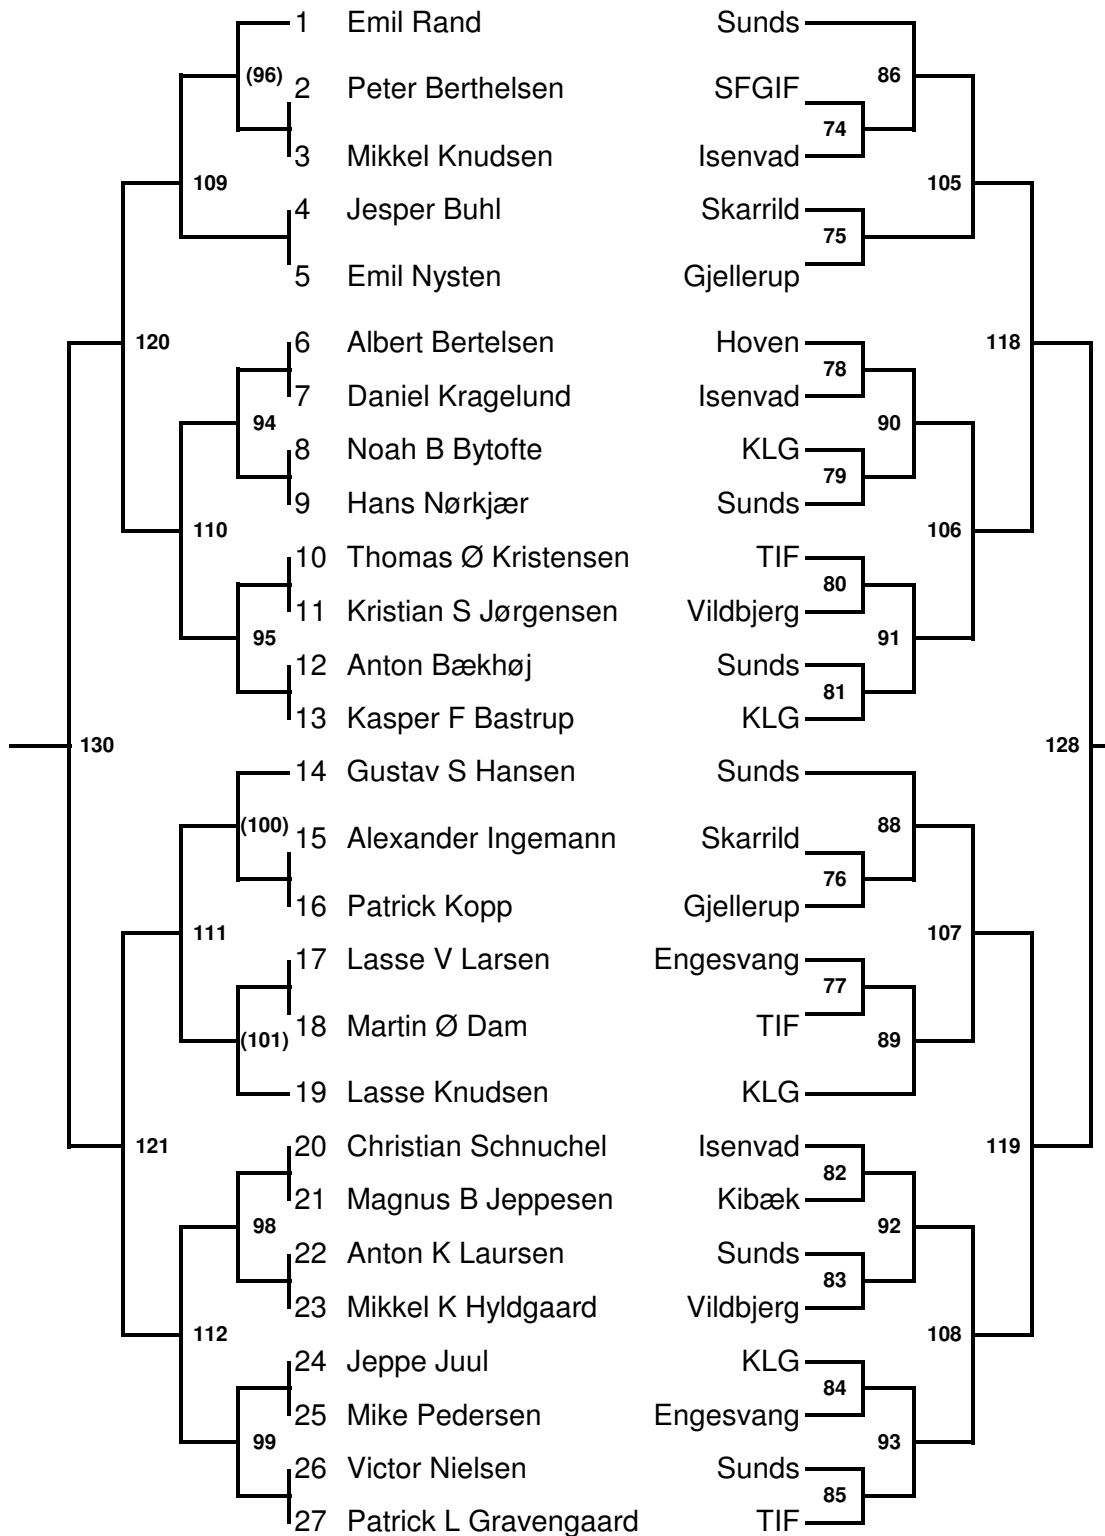 1 Emil Rand Sunds
(96) 86
2 Peter Berthelsen SFGIF
74
3 Mikkel Knudsen Isenvad
109 105
4 Jesper Buhl Skarrild
75
5 Emil Nysten Gjellerup
120 6 Albert Bertelsen Hoven 118
78
7 Daniel Kragelund Isenvad
94 90
8 Noah B Bytofte KLG
79
9 Hans Nørkjær Sunds
110 106
10 Thomas Ø Kristensen TIF
80
11 Kristian S Jørgensen Vildbjerg
95 91
12 Anton Bækhøj Sunds
81
13 Kasper F Bastrup KLG
130 128
14 Gustav S Hansen Sunds
(100) 88
15 Alexander Ingemann Skarrild
76
16 Patrick Kopp Gjellerup
111 107
17 Lasse V Larsen Engesvang
77
18 Martin Ø Dam TIF
(101) 89
19 Lasse Knudsen KLG
121 20 Christian Schnuchel Isenvad 119
82
21 Magnus B Jeppesen Kibæk
98 92
22 Anton K Laursen Sunds
83
23 Mikkel K Hyldgaard Vildbjerg
112 108
24 Jeppe Juul KLG
84
25 Mike Pedersen Engesvang
99 93
26 Victor Nielsen Sunds
85
27 Patrick L Gravengaard TIF